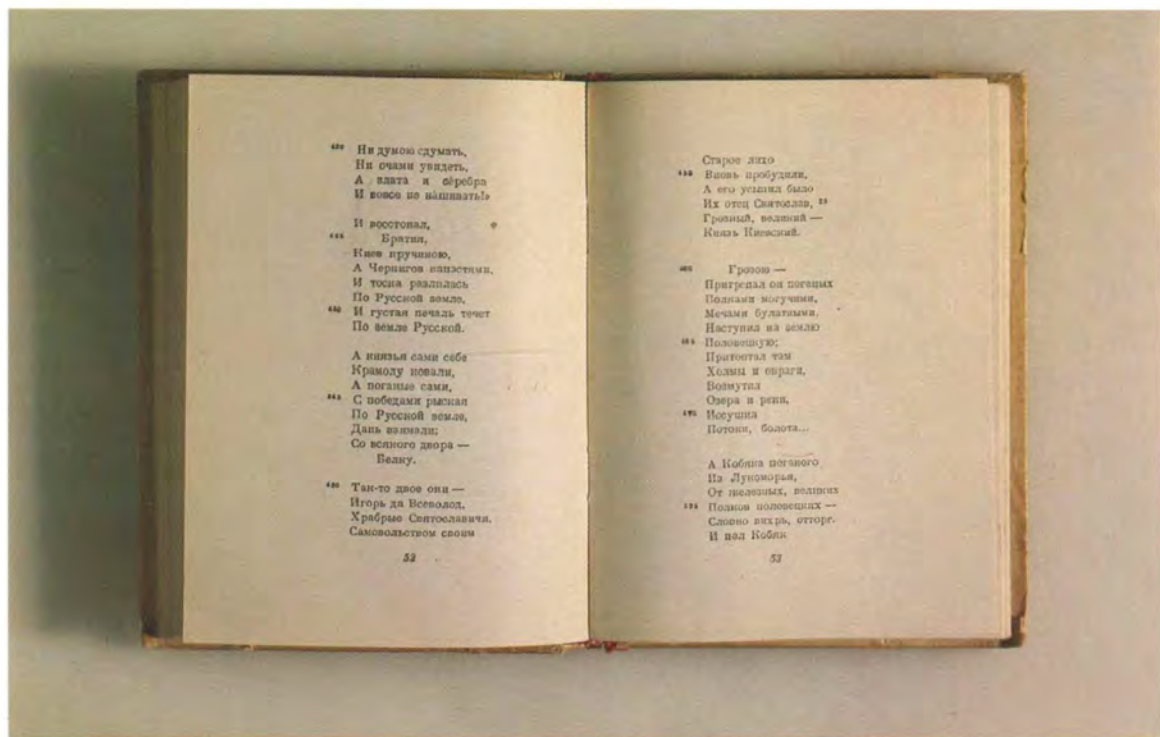 Ни думою сдумать,
Ни очами увидеть,
А злата и серебра
И вовсе не нашивать!»
И восстонал,
Братия,
Киев кручиною,
А Чернигов напастями.
И тоска разлилась
По Русской земле,
И густая печаль течет
По земле Русской.
А князья сами себе
Крамолу ковали,
А поганые сами,
С победами рыская
По Русской земле,
Дань взимали;
Со всякого двора —
Белку.
Так-то двое они —
Игорь да Всеволод,
Храбрые Святославичи,
Самовольством своим
52
Старое лихо
Вновь пробудили,
А его усыпил было
Их отец Святослав,
Грозный, великий —
Князь Киевский.
Грозою —
Притрепал он поганых
Полками могучими,
Мечами булатными.
Наступил на землю
Половецкую;
Притоптал там
Холмы и овраги,
Возмутил
Озера и реки,
Иссушил
Потоки, болота...
А Кобяка поганого
Из Лукоморья,
От железных, великих
Полков половецких —
Словно вихрь, отторг.
И пал Кобяк
53